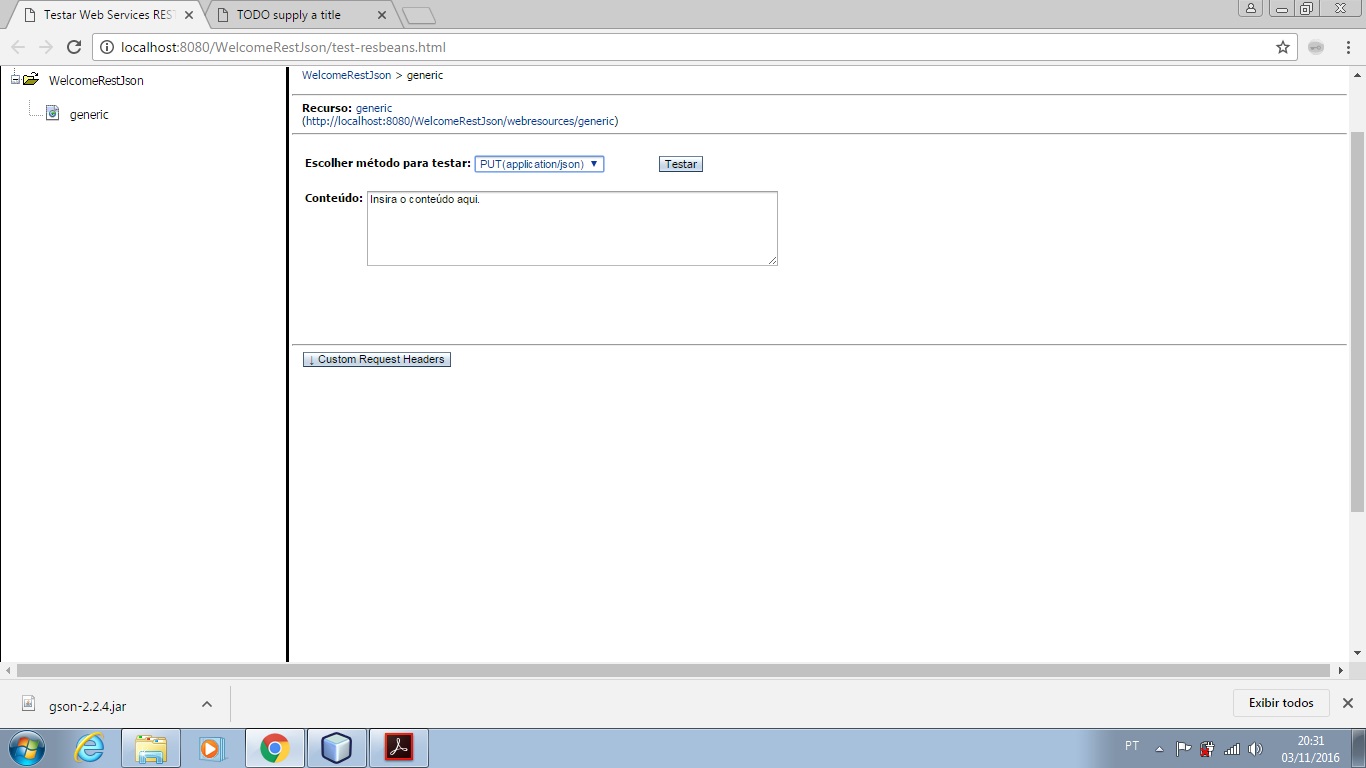 Testar Web Services REST
TODO supply a title
localhost:8080/WelcomeRestJson/test-resbeans.html
WelcomeRestJson
generic
WelcomeRestJson > generic
Recurso: generic
(http://localhost:8080/WelcomeRestJson/webresources/generic)
Escolher método para testar: PUT(application/json) Testar
Conteúdo: Insira o conteúdo aqui.
↓ Custom Request Headers
gson-2.2.4.jar
Exibir todos
PT
20:31
03/11/2016